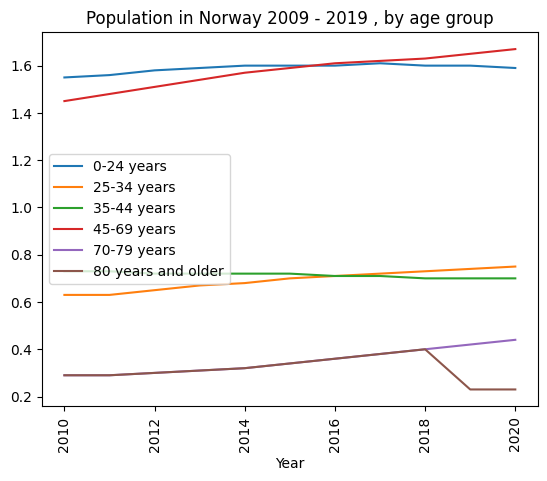 Population in Norway 2009 - 2019 , by age group
1.6
1.4
1.2
1.0
0.8
0.6
0.4
0.2
0-24 years
25-34 years
35-44 years
45-69 years
70-79 years
80 years and older
2010
2012
2014
2016
2018
2020
Year